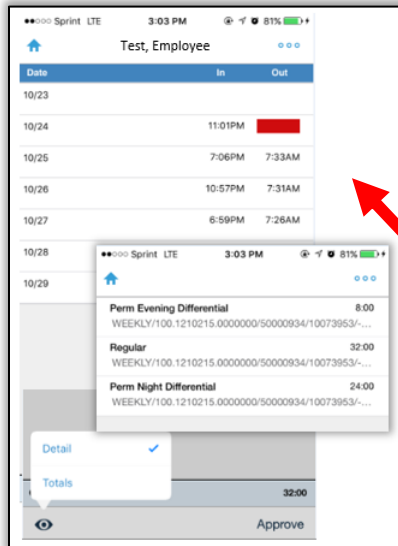 Sprint LTE 3:03 PM 81%
Test, Employee
Date In Out
10/23
10/24 11:01PM
10/25 7:06PM 7:33AM
10/26 10:57PM 7:31AM
10/27 6:59PM 7:26AM
10/28
10/29
Sprint LTE 3:03 PM 81%
Perm Evening Differential 8:00
WEEKLY/100.1210215.0000000/50000934/10073953/-...
Regular 32:00
WEEKLY/100.1210215.0000000/50000934/10073953/-...
Perm Night Differential 24:00
WEEKLY/100.1210215.0000000/50000934/10073953/-...
Detail
Totals
32:00
Approve